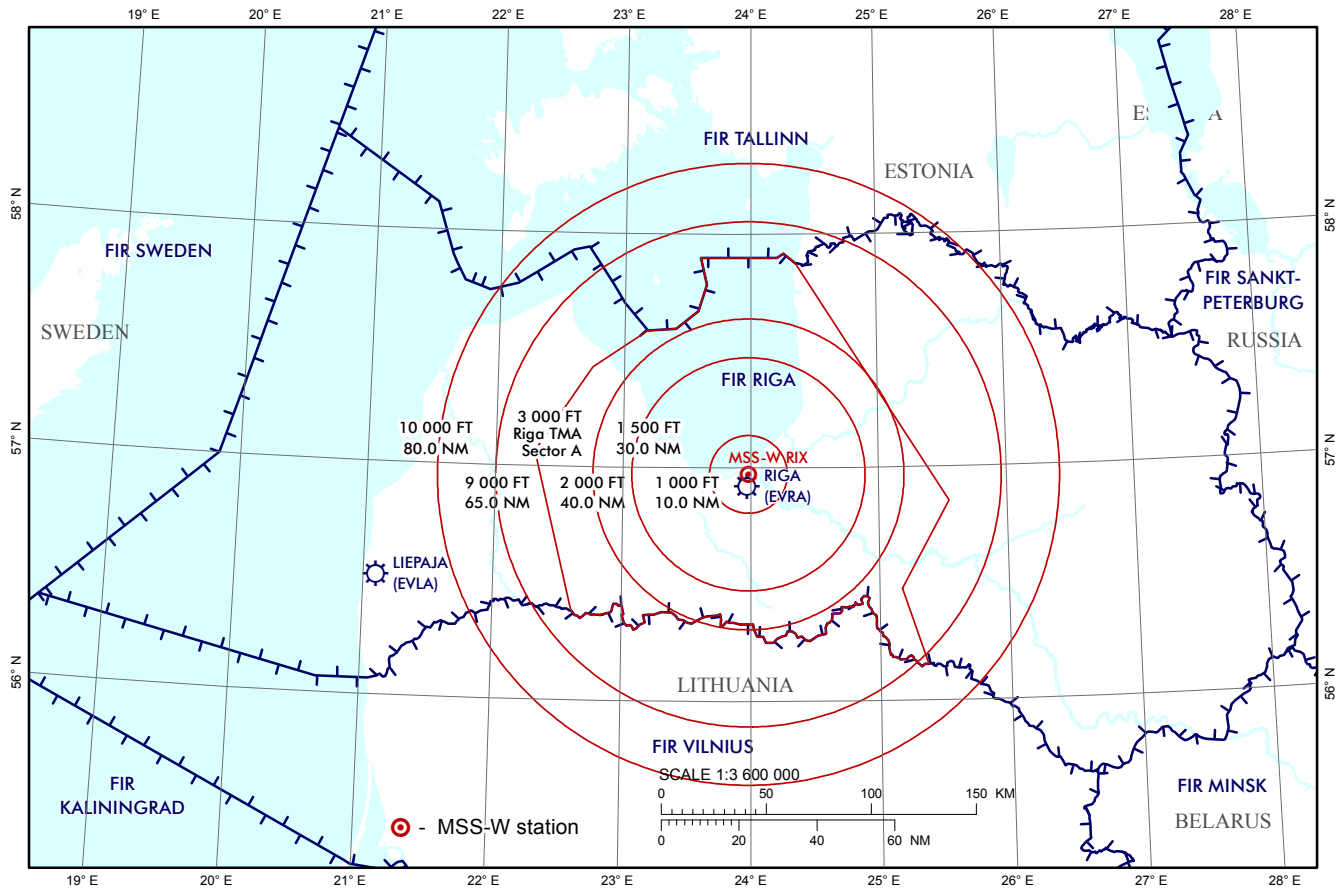 19° E 20° E 21° E 22° E 23° E 24° E 25° E 26° E 27° E 28° E
58° N
57° N
56° N
58° N
57° N
56° N
FIR TALLINN
ESTONIA
FIR SWEDEN
SWEDEN
FIR SANKT-
PETERBURG
RUSSIA
FIR RIGA
10 000 FT
80.0 NM
3 000 FT
Riga TMA
Sector A
1 500 FT
30.0 NM
9 000 FT
65.0 NM
2 000 FT
40.0 NM
1 000 FT
10.0 NM
MSS-W RIX
RIGA
(EVRA)
LIEPAJA
(EVLA)
LITHUANIA
FIR VILNIUS
SCALE 1:3 600 000
0 50 100 150 KM
0 20 40 60 NM
FIR
KALININGRAD
- MSS-W station
FIR MINSK
BELARUS
19° E 20° E 21° E 22° E 23° E 24° E 25° E 26° E 27° E 28° E